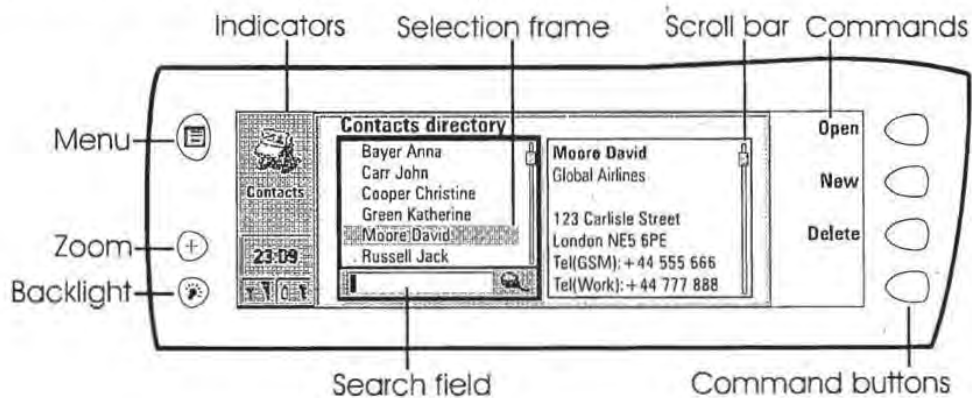 Indicators Selection frame Scroll bar Commands
Menu
Zoom
Backlight
Contacts
23:09
Contacts directory
Bayer Anna
Carr John
Cooper Christine
Green Katherine
Moore David
Russell Jack
Moore David
Global Airlines
123 Carlisle Street
London NE5 6PE
Tel(GSM): +44 555 666
Tel(Work): +44 777 888
Open
New
Delete
Search field Command buttons